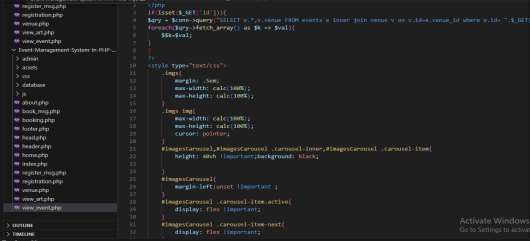 register_msg.php
registration.php
venue.php
view_art.php
view_event.php
Event-Management-System-In-PHP-...
admin
assets
css
database
js
about.php
book_msg.php
booking.php
footer.php
head.php
header.php
home.php
index.php
register_msg.php
registration.php
venue.php
view_art.php
view_event.php
OUTLINE
TIMELINE
<?php
if(isset($_GET['id'])){
$qry = $conn->query("SELECT e.*,v.venue FROM events e inner join venue v on v.id=e.venue_id where e.id= ".$_GET
foreach($qry->fetch_array() as $k => $val){
$$k=$val;
}
}
?>
<style type="text/css">
.imgs{
margin: .5em;
max-width: calc(100%);
max-height: calc(100%);
}
.imgs img{
max-width: calc(100%);
max-height: calc(100%);
cursor: pointer;
}
#imagesCarousel,#imagesCarousel .carousel-inner,#imagesCarousel .carousel-item{
height: 40vh !important;background: black;
}
#imagesCarousel{
margin-left:unset !important ;
}
#imagesCarousel .carousel-item.active{
display: flex !important;
}
#imagesCarousel .carousel-item-next{
display: flex !important;
Activate Windows
Go to Settings to activa